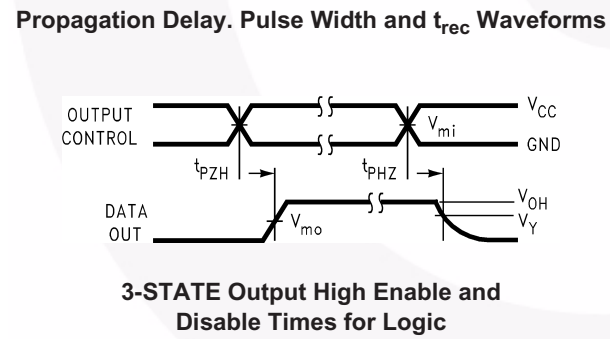 Propagation Delay. Pulse Width and trec Waveforms
OUTPUT
CONTROL
VCC
Vmi
GND
tPZH
tPHZ
DATA
OUT
Vmo
VOH
VY
3-STATE Output High Enable and
Disable Times for Logic